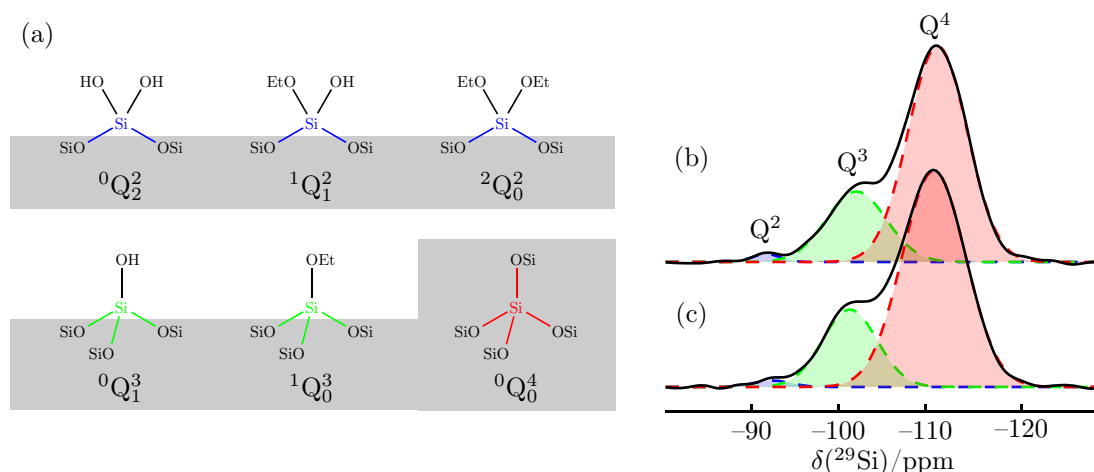 (a)
HO OH EtO OH EtO OEt
Si Si Si
SiO OSi SiO OSi SiO OSi
⁰Q²₂ ¹Q²₁ ²Q²₀
OH OEt OSi
Si Si Si
SiO OSi SiO OSi SiO OSi
SiO SiO SiO
⁰Q³₁ ¹Q³₀ ⁰Q⁴₀
Q⁴
(b)
Q³
Q²
(c)
–90 –100 –110 –120
δ(²⁹Si)/ppm